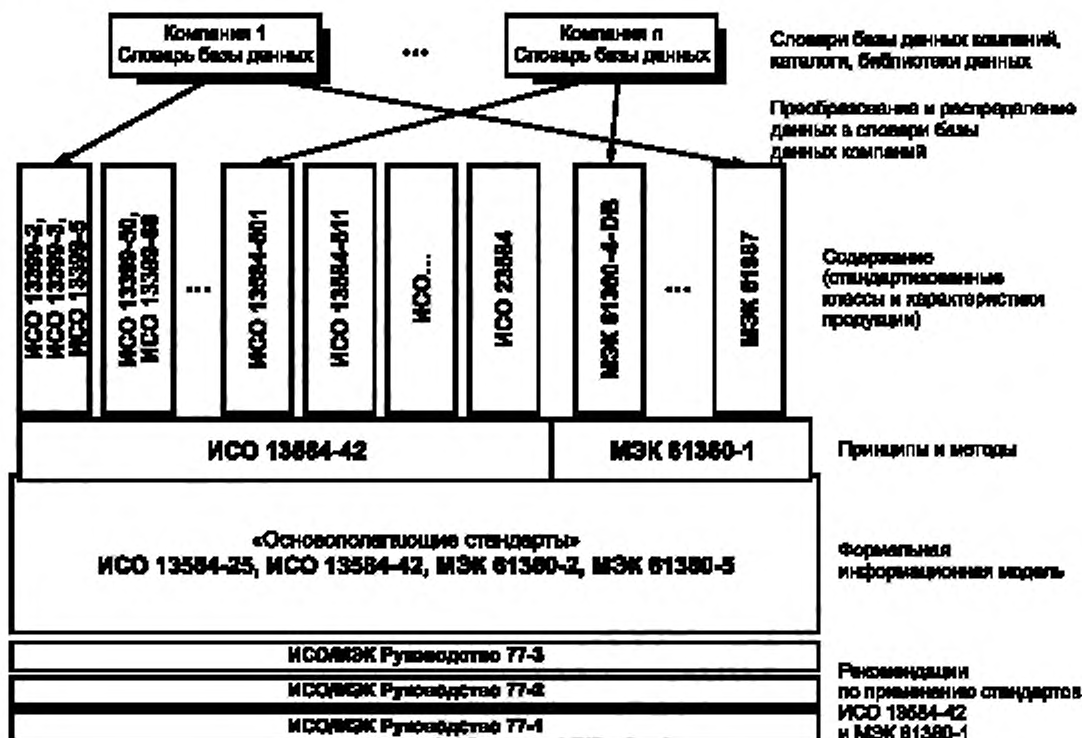 Компания 1
Словарь базы данных
...
Компания n
Словарь базы данных
Словари базы данных компаний,
каталоги, библиотеки данных
Преобразование и распределение
данных в словари базы
данных компаний
ИСО 13399-2,
ИСО 13399-3,
ИСО 13399-5
ИСО 13399-50,
ИСО 13399-
...
ИСО 13584-501
ИСО 13584-511
ИСО...
ИСО 23584
МЭК 61360-4-DB
...
МЭК 61987
Содержание
(стандартизованные
классы и характеристики
продукции)
ИСО 13584-42
МЭК 61360-1
Принципы и методы
«Основополагающие стандарты»
ИСО 13584-25, ИСО 13584-42, МЭК 61360-2, МЭК 61360-5
Формальная
информационная модель
ИСО/МЭК Руководство 77-3
ИСО/МЭК Руководство 77-2
ИСО/МЭК Руководство 77-1
Рекомендации
по применению стандартов
ИСО 13584-42
и МЭК 61360-1